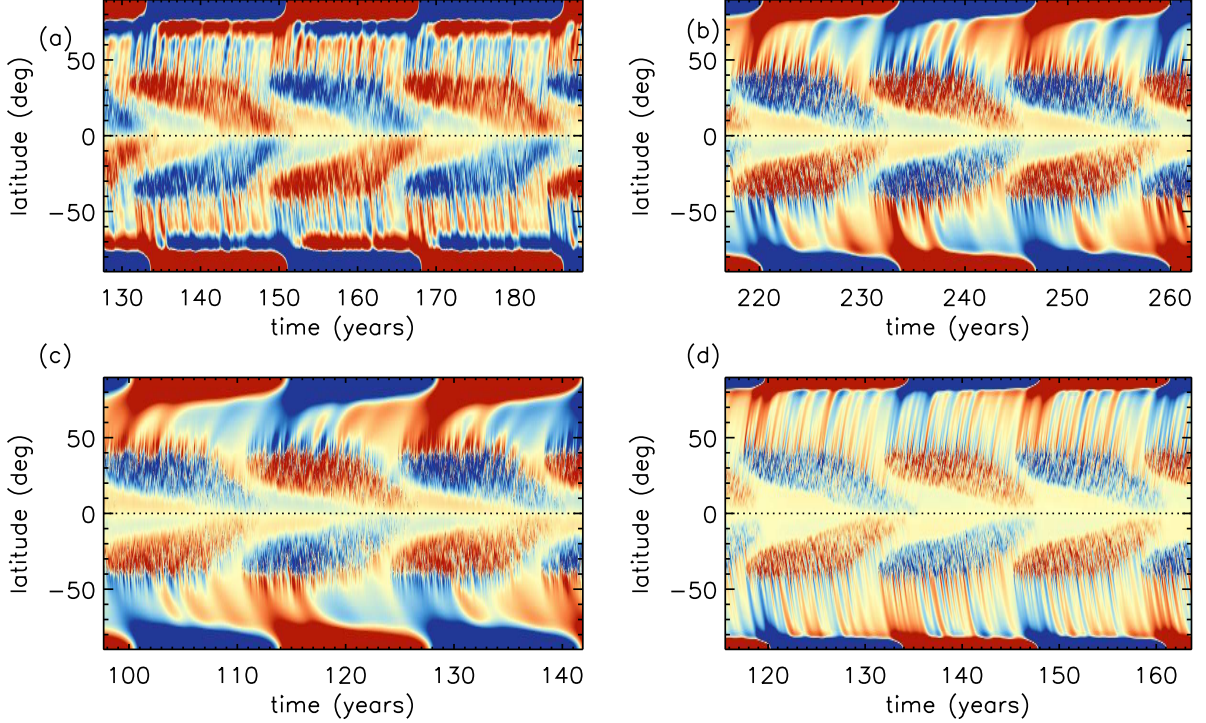 (a)
50
0
−50
latitude (deg)
130 140 150 160 170 180
time (years)
(b)
50
0
−50
latitude (deg)
220 230 240 250 260
time (years)
(c)
50
0
−50
latitude (deg)
100 110 120 130 140
time (years)
(d)
50
0
−50
latitude (deg)
120 130 140 150 160
time (years)